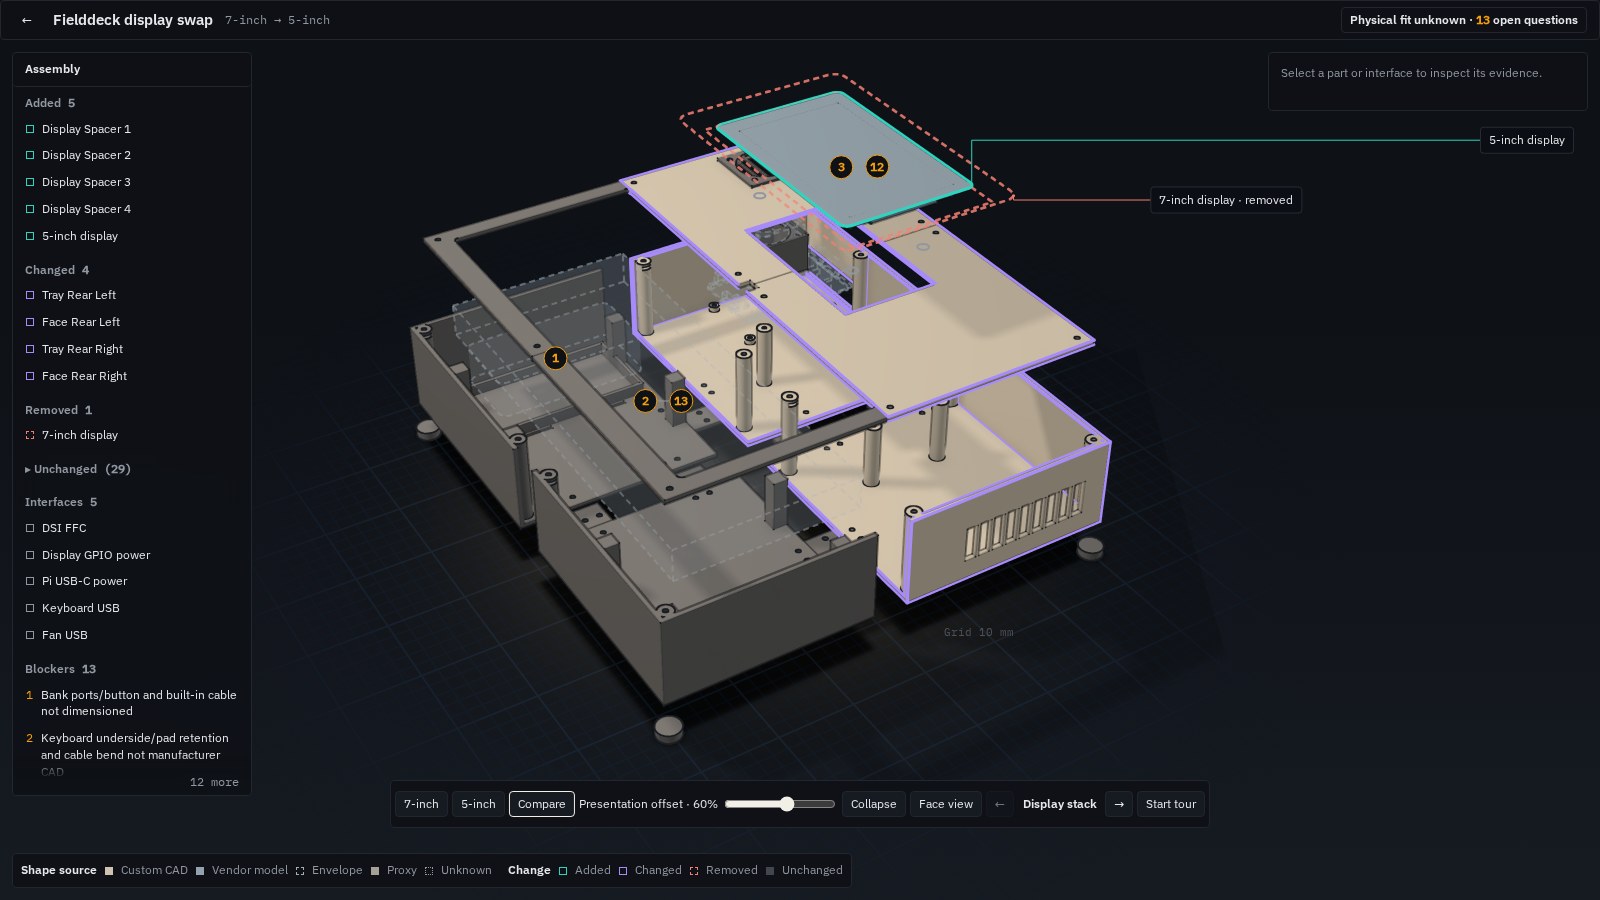 ← Fielddeck display swap 7-inch → 5-inch
Physical fit unknown · 13 open questions
Assembly
Added 5
Display Spacer 1
Display Spacer 2
Display Spacer 3
Display Spacer 4
5-inch display
Changed 4
Tray Rear Left
Face Rear Left
Tray Rear Right
Face Rear Right
Removed 1
7-inch display
▸ Unchanged (29)
Interfaces 5
DSI FFC
Display GPIO power
Pi USB-C power
Keyboard USB
Fan USB
Blockers 13
1 Bank ports/button and built-in cable
not dimensioned
2 Keyboard underside/pad retention
and cable bend not manufacturer
CAD
12 more
Select a part or interface to inspect its evidence.
5-inch display
7-inch display · removed
3 12
1
2 13
Grid 10 mm
7-inch 5-inch Compare Presentation offset · 60% Collapse Face view ← Display stack → Start tour
Shape source Custom CAD Vendor model Envelope Proxy Unknown Change Added Changed Removed Unchanged